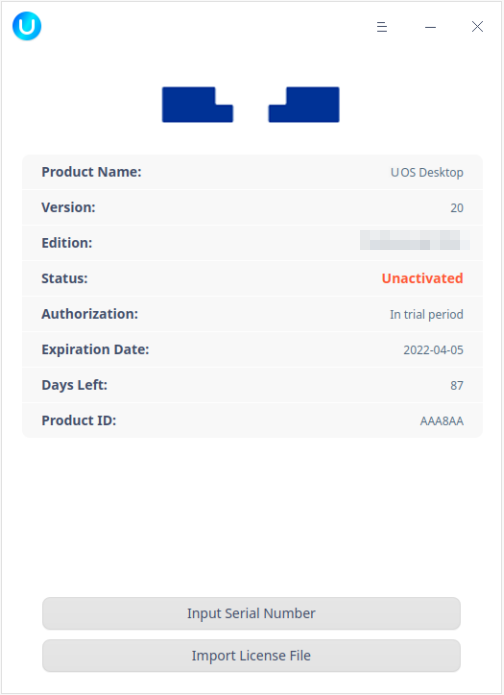 Product Name: UOS Desktop
Version: 20
Edition:
Status: Unactivated
Authorization: In trial period
Expiration Date: 2022-04-05
Days Left: 87
Product ID: AAA8AA
Input Serial Number
Import License File